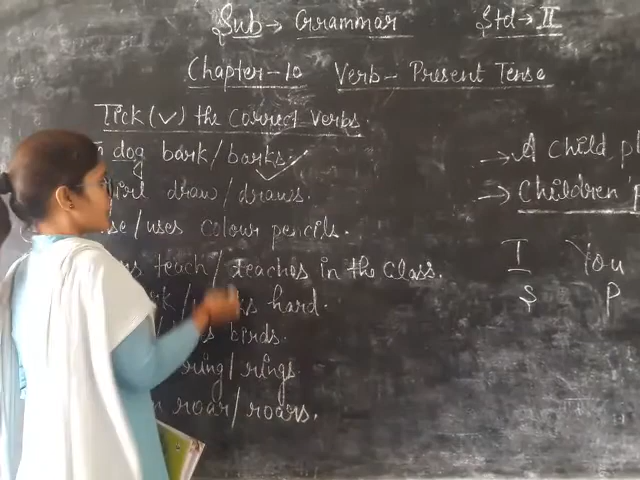 Sub → Grammar Std → II
Chapter-10 Verb - Present Tense
Tick (✓) the correct verbs.
dog bark/barks. ✓
draw/draws.
/uses colour pencils.
teach/teaches in the class.
hard.
birds.
ring/rings.
roar/roars.
→ A child
→ Children
I You
S P